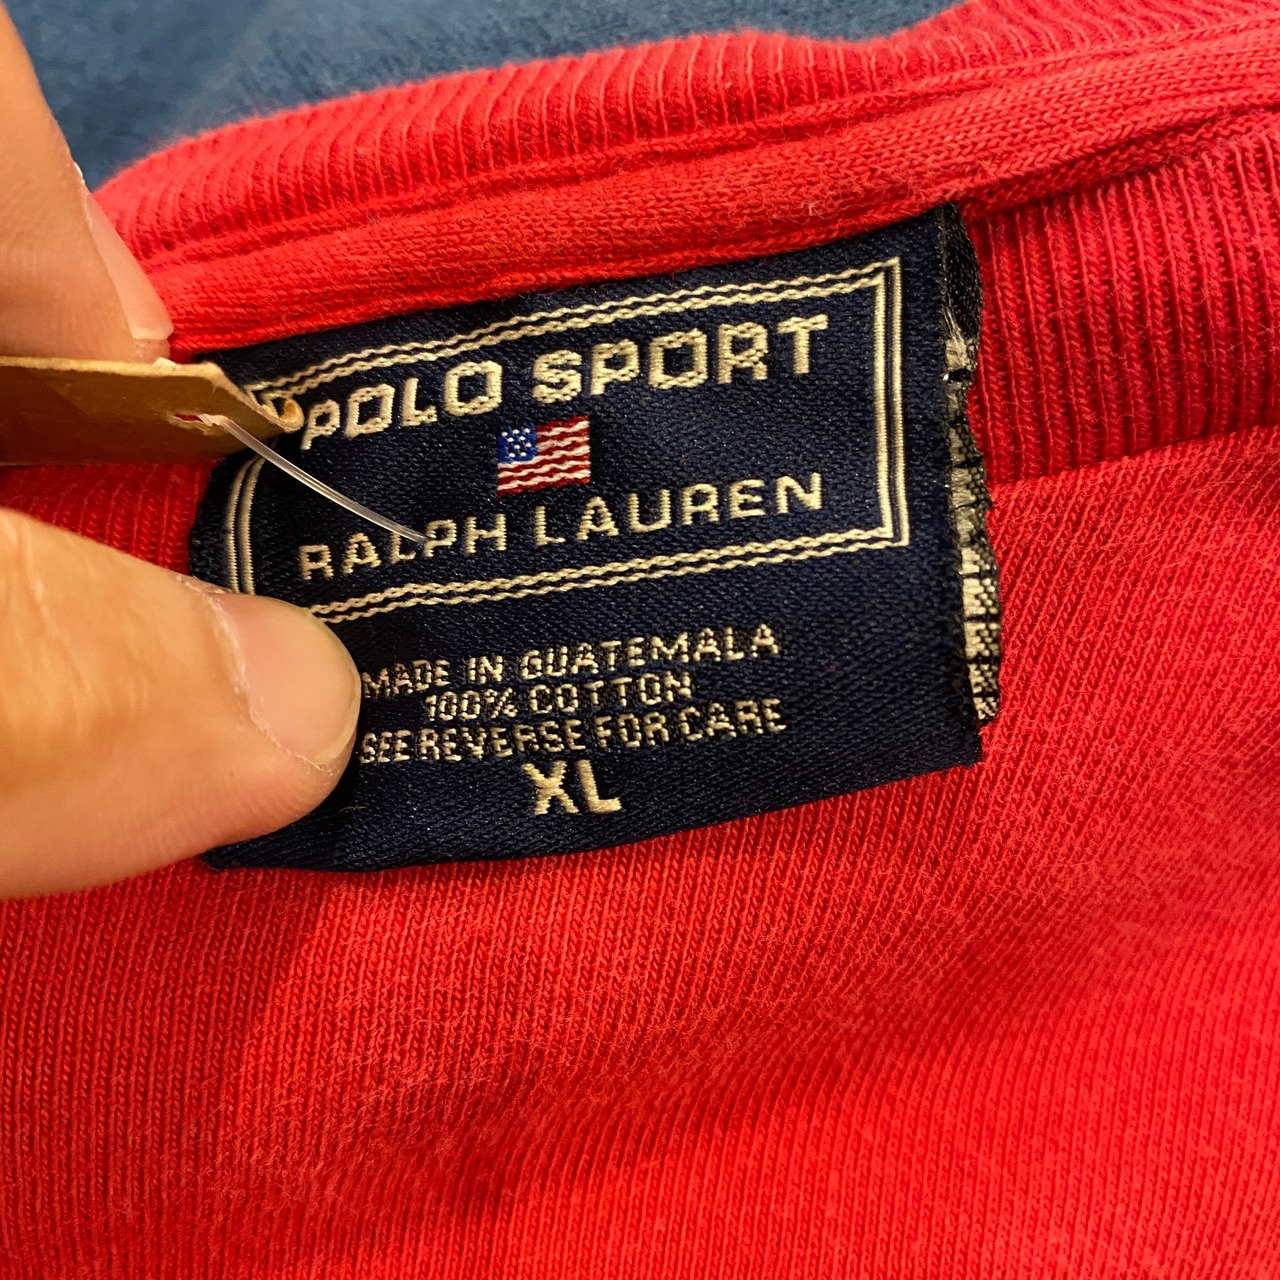 POLO SPORT
RALPH LAUREN
MADE IN GUATEMALA
100% COTTON
SEE REVERSE FOR CARE
XL